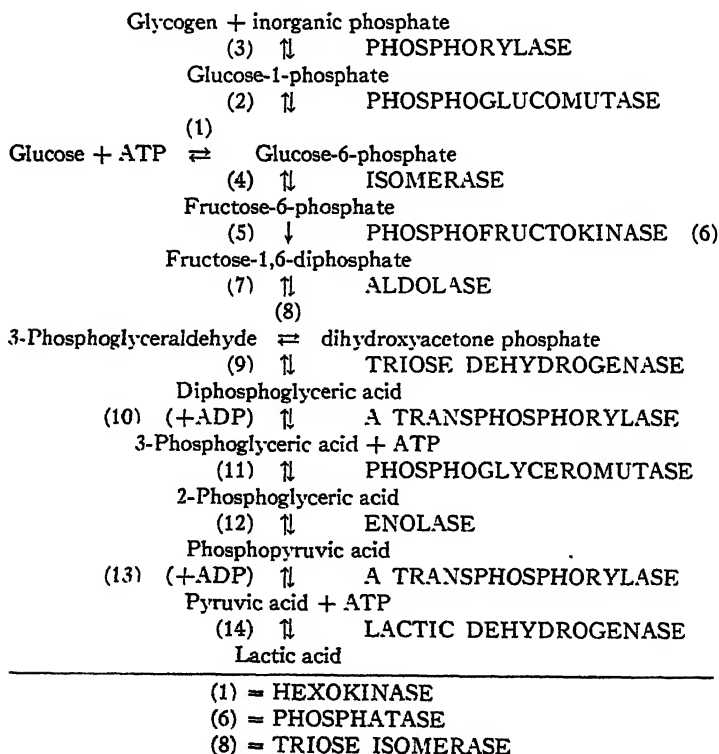 Glycogen + inorganic phosphate
(3) ⇅ PHOSPHORYLASE
Glucose-1-phosphate
(2) ⇅ PHOSPHOGLUCOMUTASE
(1)
Glucose + ATP ⇄ Glucose-6-phosphate
(4) ⇅ ISOMERASE
Fructose-6-phosphate
(5) ↓ PHOSPHOFRUCTOKINASE (6)
Fructose-1,6-diphosphate
(7) ⇅ ALDOLASE
(8)
3-Phosphoglyceraldehyde ⇄ dihydroxyacetone phosphate
(9) ⇅ TRIOSE DEHYDROGENASE
Diphosphoglyceric acid
(10) (+ADP) ⇅ A TRANSPHOSPHORYLASE
3-Phosphoglyceric acid + ATP
(11) ⇅ PHOSPHOGLYCEROMUTASE
2-Phosphoglyceric acid
(12) ⇅ ENOLASE
Phosphopyruvic acid
(13) (+ADP) ⇅ A TRANSPHOSPHORYLASE
Pyruvic acid + ATP
(14) ⇅ LACTIC DEHYDROGENASE
Lactic acid
(1) = HEXOKINASE
(6) = PHOSPHATASE
(8) = TRIOSE ISOMERASE